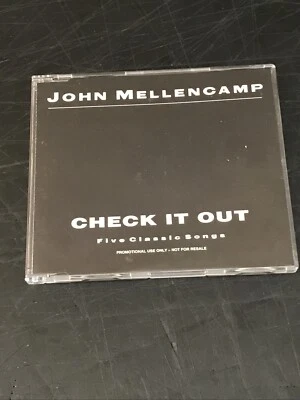 JOHN MELLENCAMP
CHECK IT OUT
Five Classic Songs
PROMOTIONAL USE ONLY – NOT FOR RESALE